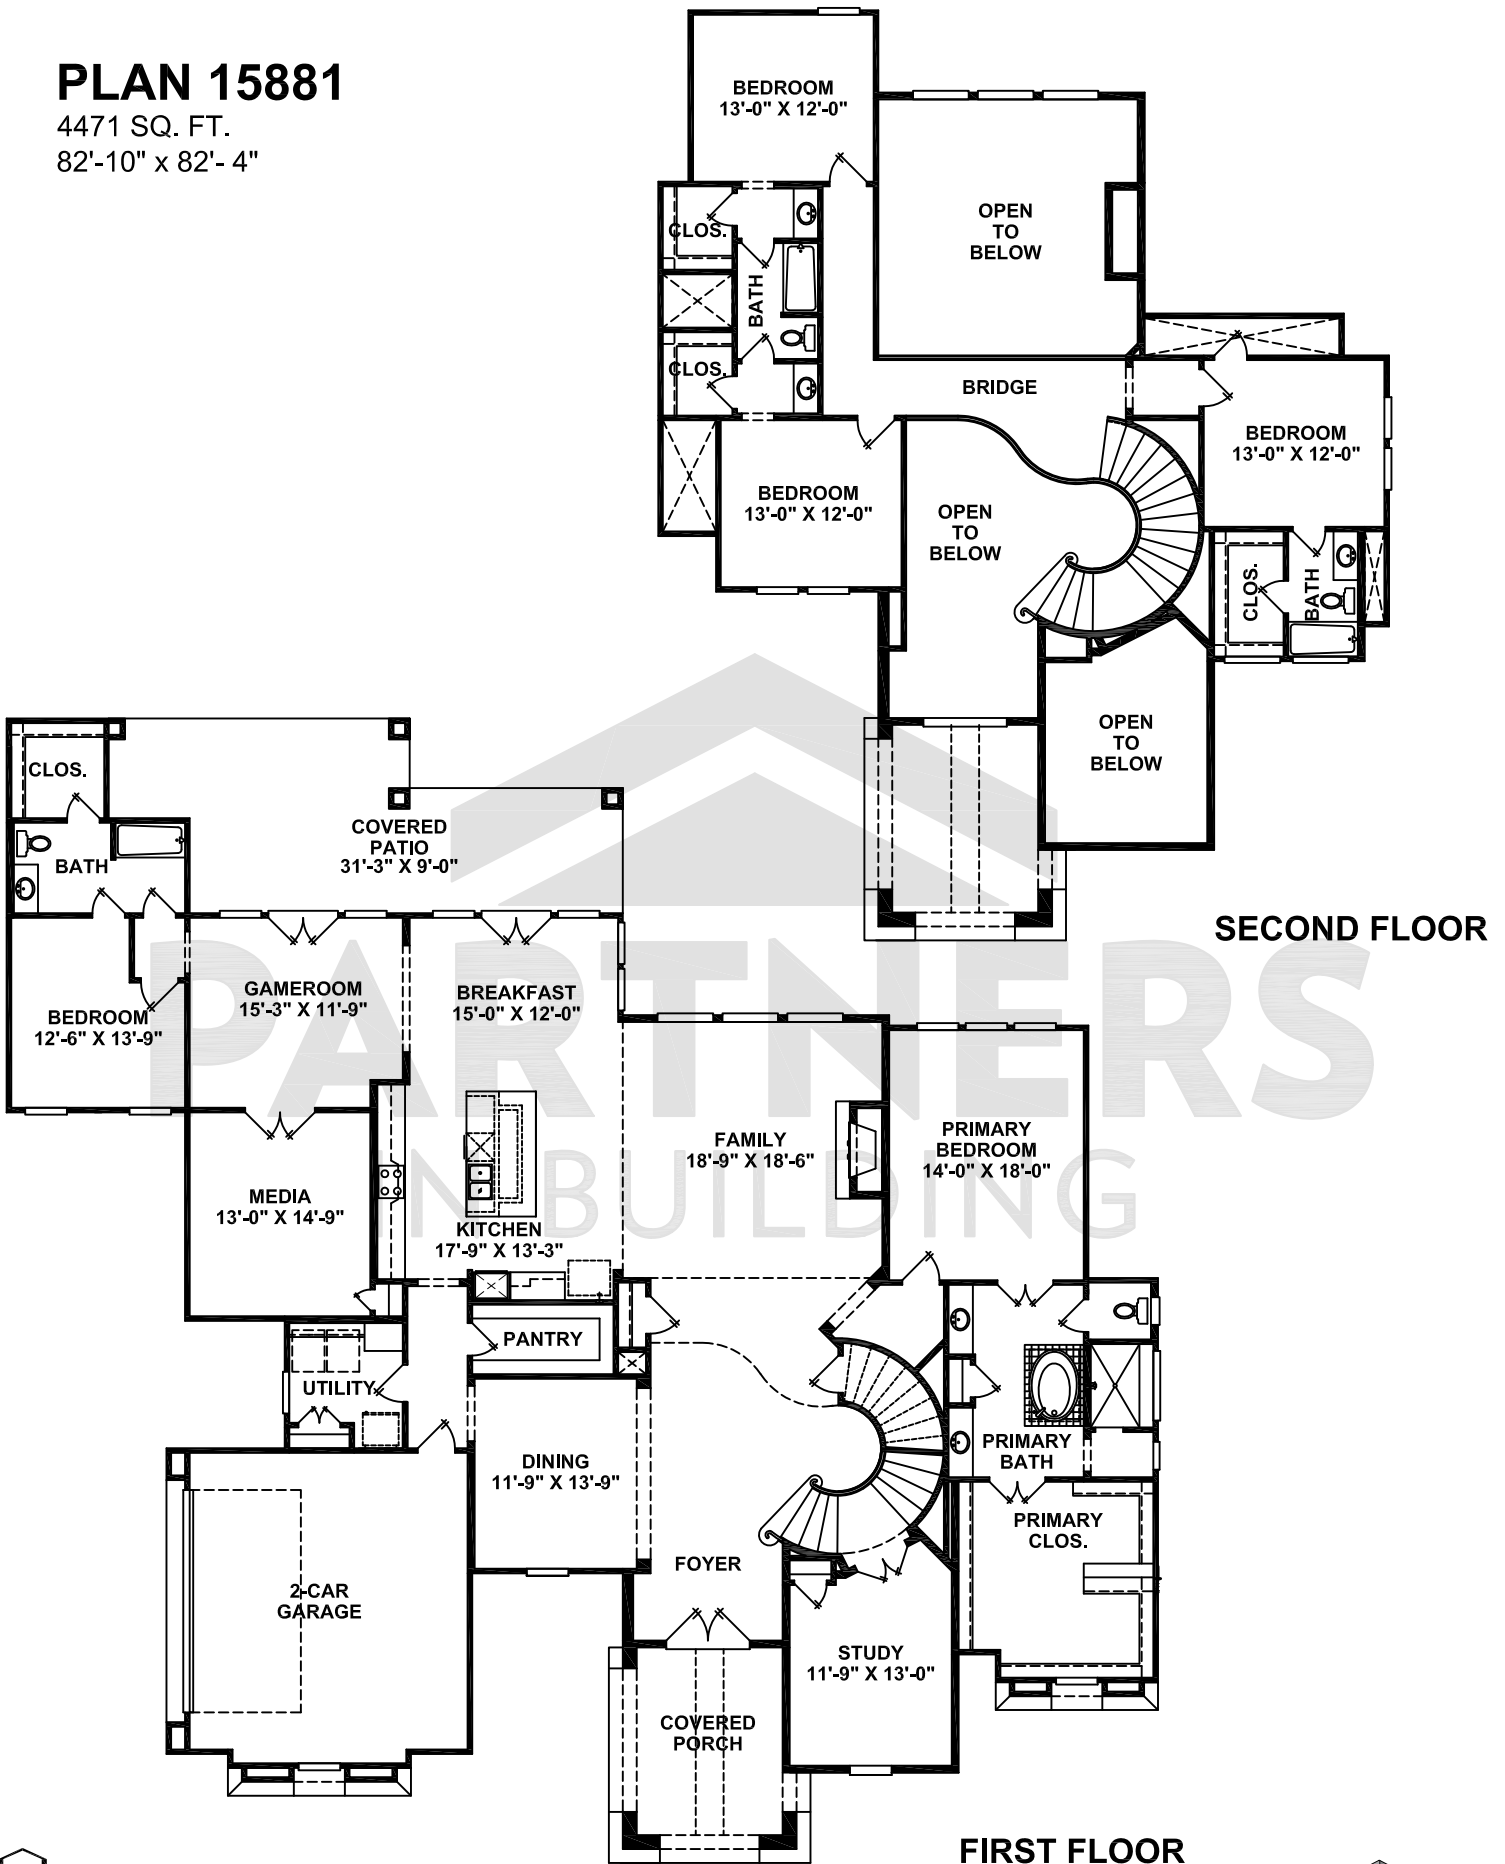 PLAN 15881
4471 SQ. FT.
82'-10" x 82'- 4"
BEDROOM
13'-0" X 12'-0"
OPEN
TO
BELOW
CLOS.
BATH
CLOS.
BRIDGE
BEDROOM
13'-0" X 12'-0"
BEDROOM
13'-0" X 12'-0"
OPEN
TO
BELOW
CLOS.
BATH
OPEN
TO
BELOW
SECOND FLOOR
CLOS.
BATH
COVERED
PATIO
31'-3" X 9'-0"
GAMEROOM
15'-3" X 11'-9"
BREAKFAST
15'-0" X 12'-0"
BEDROOM
12'-6" X 13'-9"
PARTNERS
IN BUILDING
FAMILY
18'-9" X 18'-6"
PRIMARY
BEDROOM
14'-0" X 18'-0"
MEDIA
13'-0" X 14'-9"
KITCHEN
17'-9" X 13'-3"
PANTRY
UTILITY
DINING
11'-9" X 13'-9"
PRIMARY
BATH
PRIMARY
CLOS.
FOYER
2-CAR
GARAGE
STUDY
11'-9" X 13'-0"
COVERED
PORCH
FIRST FLOOR